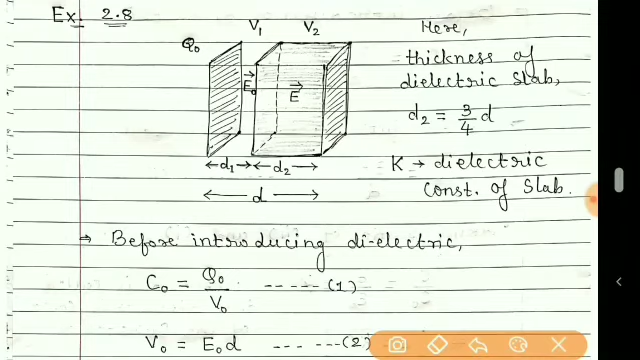 Ex. 2.8
V₁ V₂
Q₀
E₀ E
d₁ d₂
d
Here,
thickness of
dielectric slab,
d₂ = 3/4 d
K → dielectric
const. of slab.
→ Before introducing di-electric,
C₀ = Q₀/V₀ ----- (1)
V₀ = E₀d ---- --- (2)